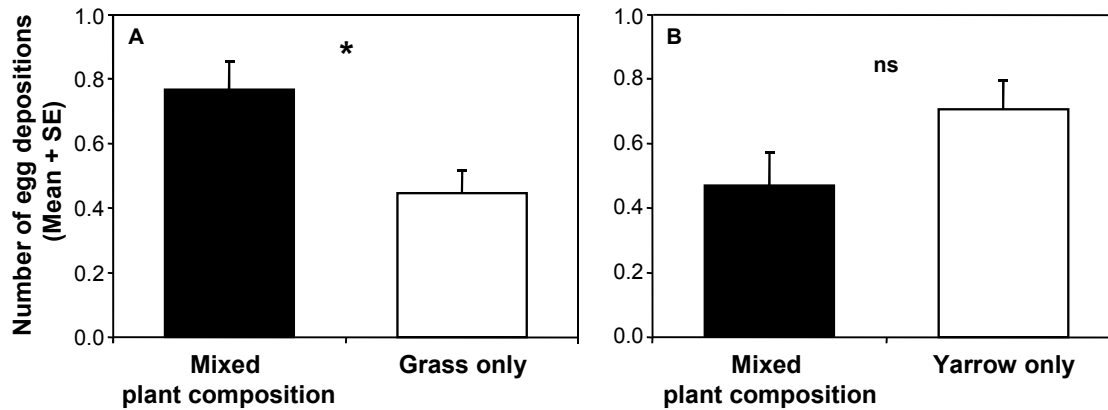 Number of egg depositions
(Mean + SE)
1.0
0.8
0.6
0.4
0.2
0.0
A
*
Mixed
plant composition
Grass only
1.0
0.8
0.6
0.4
0.2
0.0
B
ns
Mixed
plant composition
Yarrow only